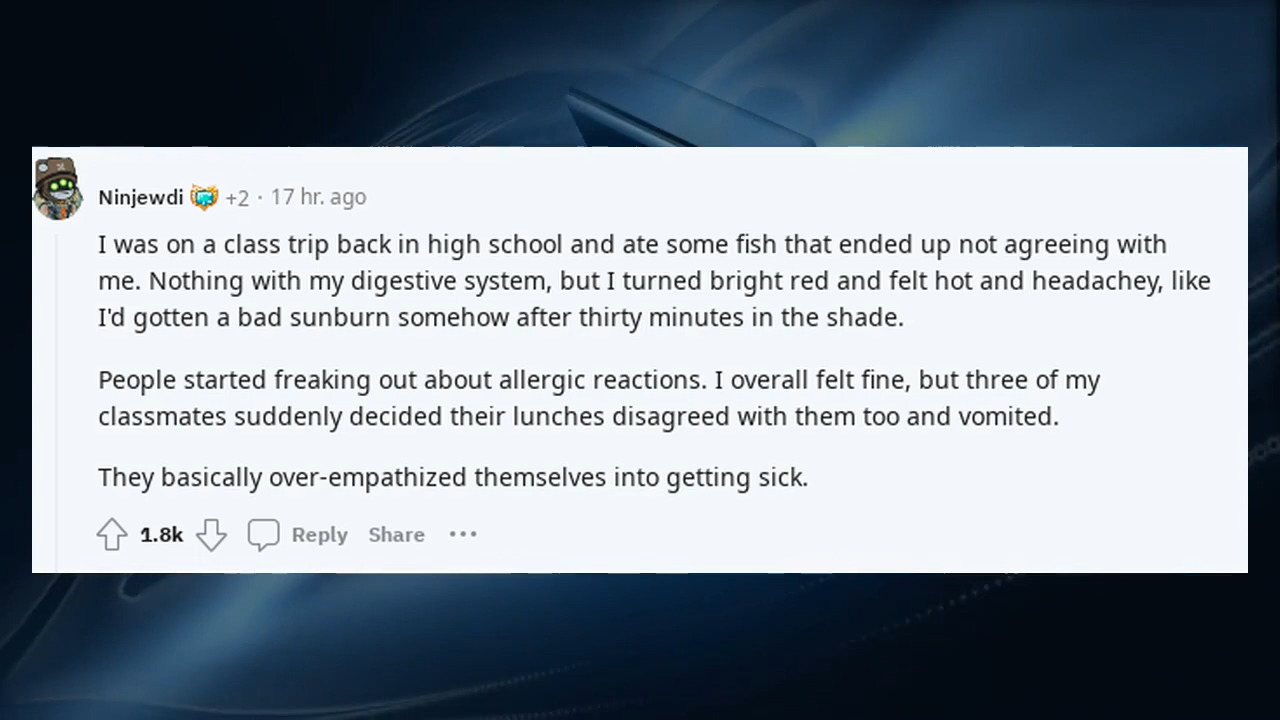 Ninjewdi +2 · 17 hr. ago
I was on a class trip back in high school and ate some fish that ended up not agreeing with
me. Nothing with my digestive system, but I turned bright red and felt hot and headachey, like
I'd gotten a bad sunburn somehow after thirty minutes in the shade.
People started freaking out about allergic reactions. I overall felt fine, but three of my
classmates suddenly decided their lunches disagreed with them too and vomited.
They basically over-empathized themselves into getting sick.
1.8k Reply Share ···